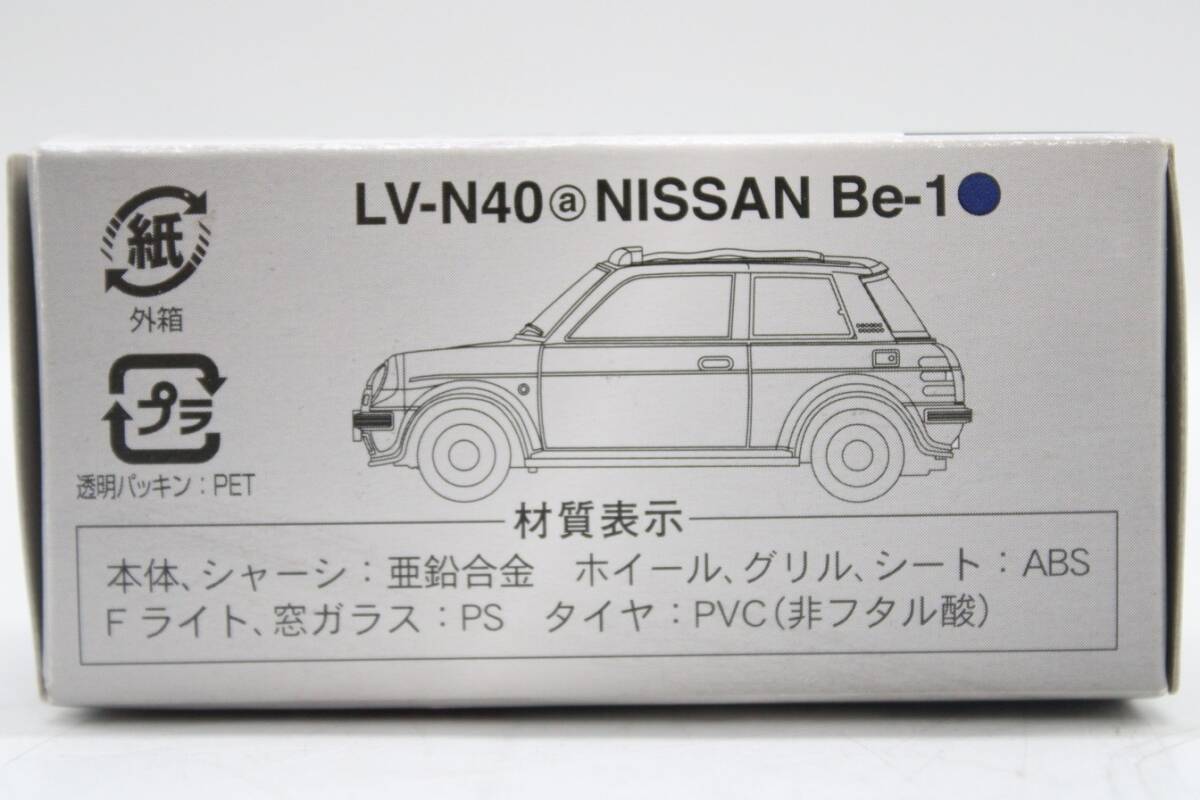 LV-N40ⓐNISSAN Be-1
紙
外箱
プラ
透明パッキン：PET
材質表示
本体、シャーシ：亜鉛合金　ホイール、グリル、シート：ABS
Fライト、窓ガラス：PS　タイヤ：PVC（非フタル酸）